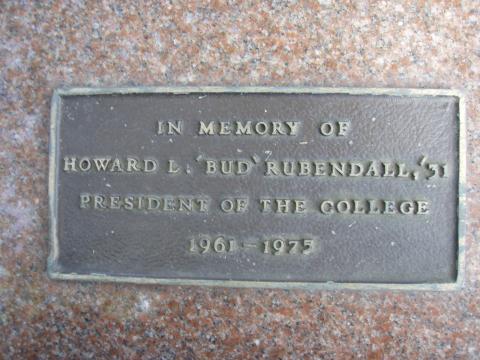 IN MEMORY OF
HOWARD L. 'BUD' RUBENDALL, '31
PRESIDENT OF THE COLLEGE
1961-1975